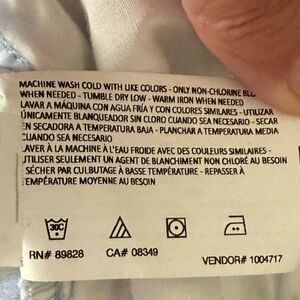 MACHINE WASH COLD WITH LIKE COLORS - ONLY NON-CHLORINE
WHEN NEEDED - TUMBLE DRY LOW - WARM IRON WHEN NEEDED
LAVAR A MÁQUINA CON AGUA FRÍA Y CON COLORES SIMILARES - UTILIZAR
ÚNICAMENTE BLANQUEADOR SIN CLORO CUANDO SEA NECESARIO - SECAR
EN SECADORA A TEMPERATURA BAJA - PLANCHAR A TEMPERATURA MEDIA
CUANDO SEA NECESARIO
LAVER À LA MACHINE À L'EAU FROIDE AVEC DES COULEURS SIMILAIRES -
UTILISER SEULEMENT UN AGENT DE BLANCHIMENT NON CHLORÉ AU BESOIN
SÉCHER PAR CULBUTAGE À BASSE TEMPÉRATURE - REPASSER À
TEMPÉRATURE MOYENNE AU BESOIN
30C
RN# 89828 CA# 08349 VENDOR# 1004717